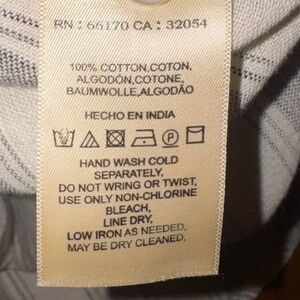 RN : 66170 CA : 32054
100% COTTON,COTON,
ALGODÓN,COTONE,
BAUMWOLLE,ALGODÃO
HECHO EN INDIA
P
HAND WASH COLD
SEPARATELY,
DO NOT WRING OR TWIST,
USE ONLY NON-CHLORINE
BLEACH,
LINE DRY,
LOW IRON AS NEEDED,
MAY BE DRY CLEANED,